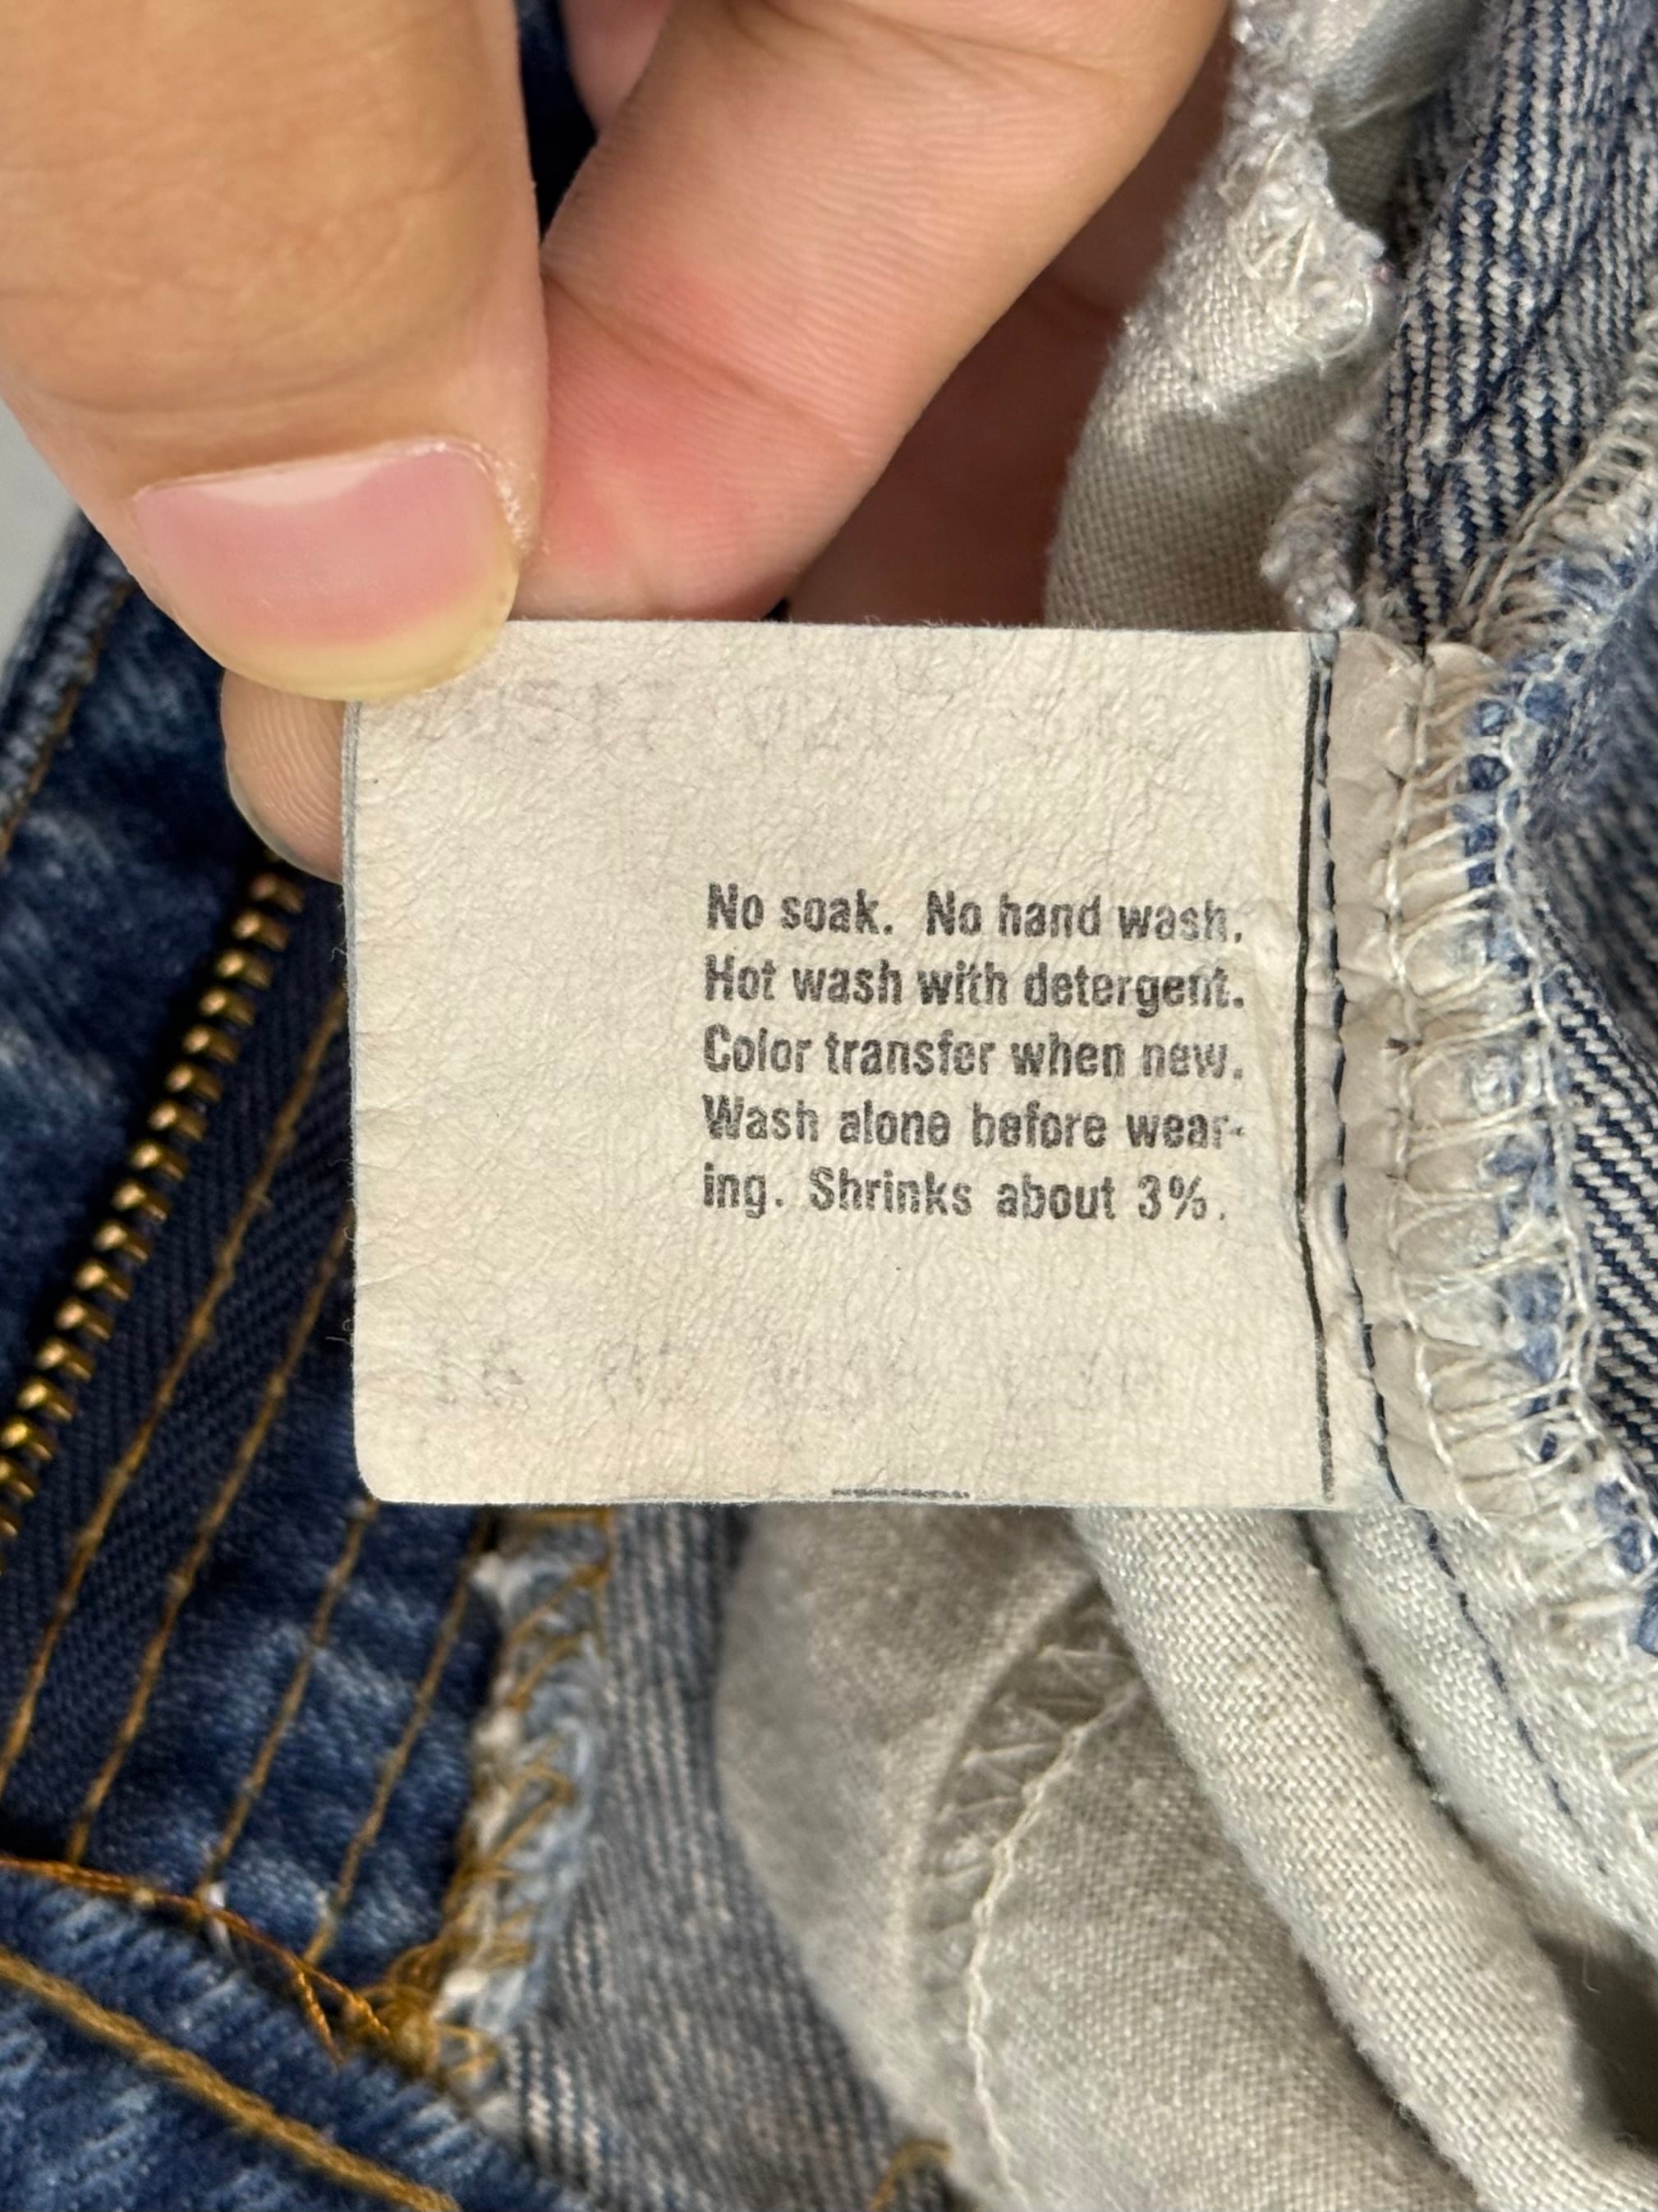 No soak. No hand wash.
Hot wash with detergent.
Color transfer when new.
Wash alone before wear-
ing. Shrinks about 3%.